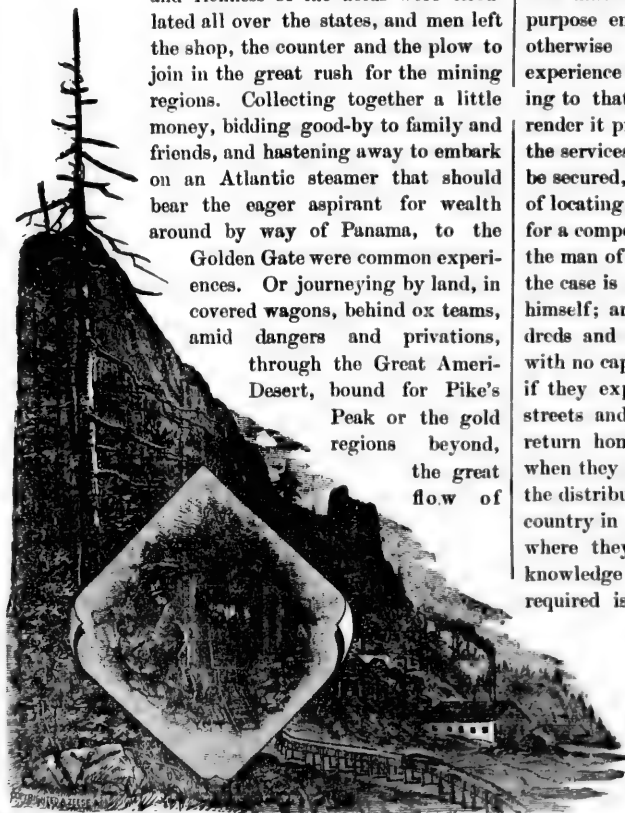 lated all over the states, and men left
the shop, the counter and the plow to
join in the great rush for the mining
regions. Collecting together a little
money, bidding good-by to family and
friends, and hastening away to embark
on an Atlantic steamer that should
bear the eager aspirant for wealth
around by way of Panama, to the
Golden Gate were common experi-
ences. Or journeying by land, in
covered wagons, behind ox teams,
amid dangers and privations,
through the Great Ameri-
Desert, bound for Pike's
Peak or the gold
regions beyond,
the great
flow of
purpose
otherwise
experience
ing to that
render it
the services
be secured,
of locating
for a
the man of
the case is
himself;
dreds and
with no
if they
streets and
return
when they
the
country in
where they
knowledge
required